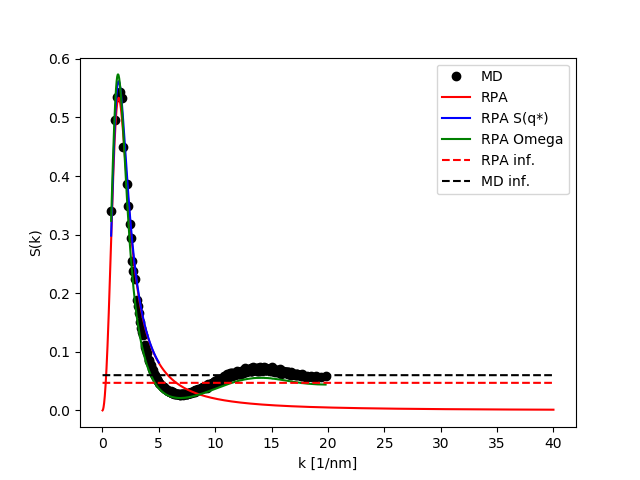 0.6
0.5
0.4
0.3
0.2
0.1
0.0
S(k)
MD
RPA
RPA S(q*)
RPA Omega
RPA inf.
MD inf.
0 5 10 15 20 25 30 35 40
k [1/nm]